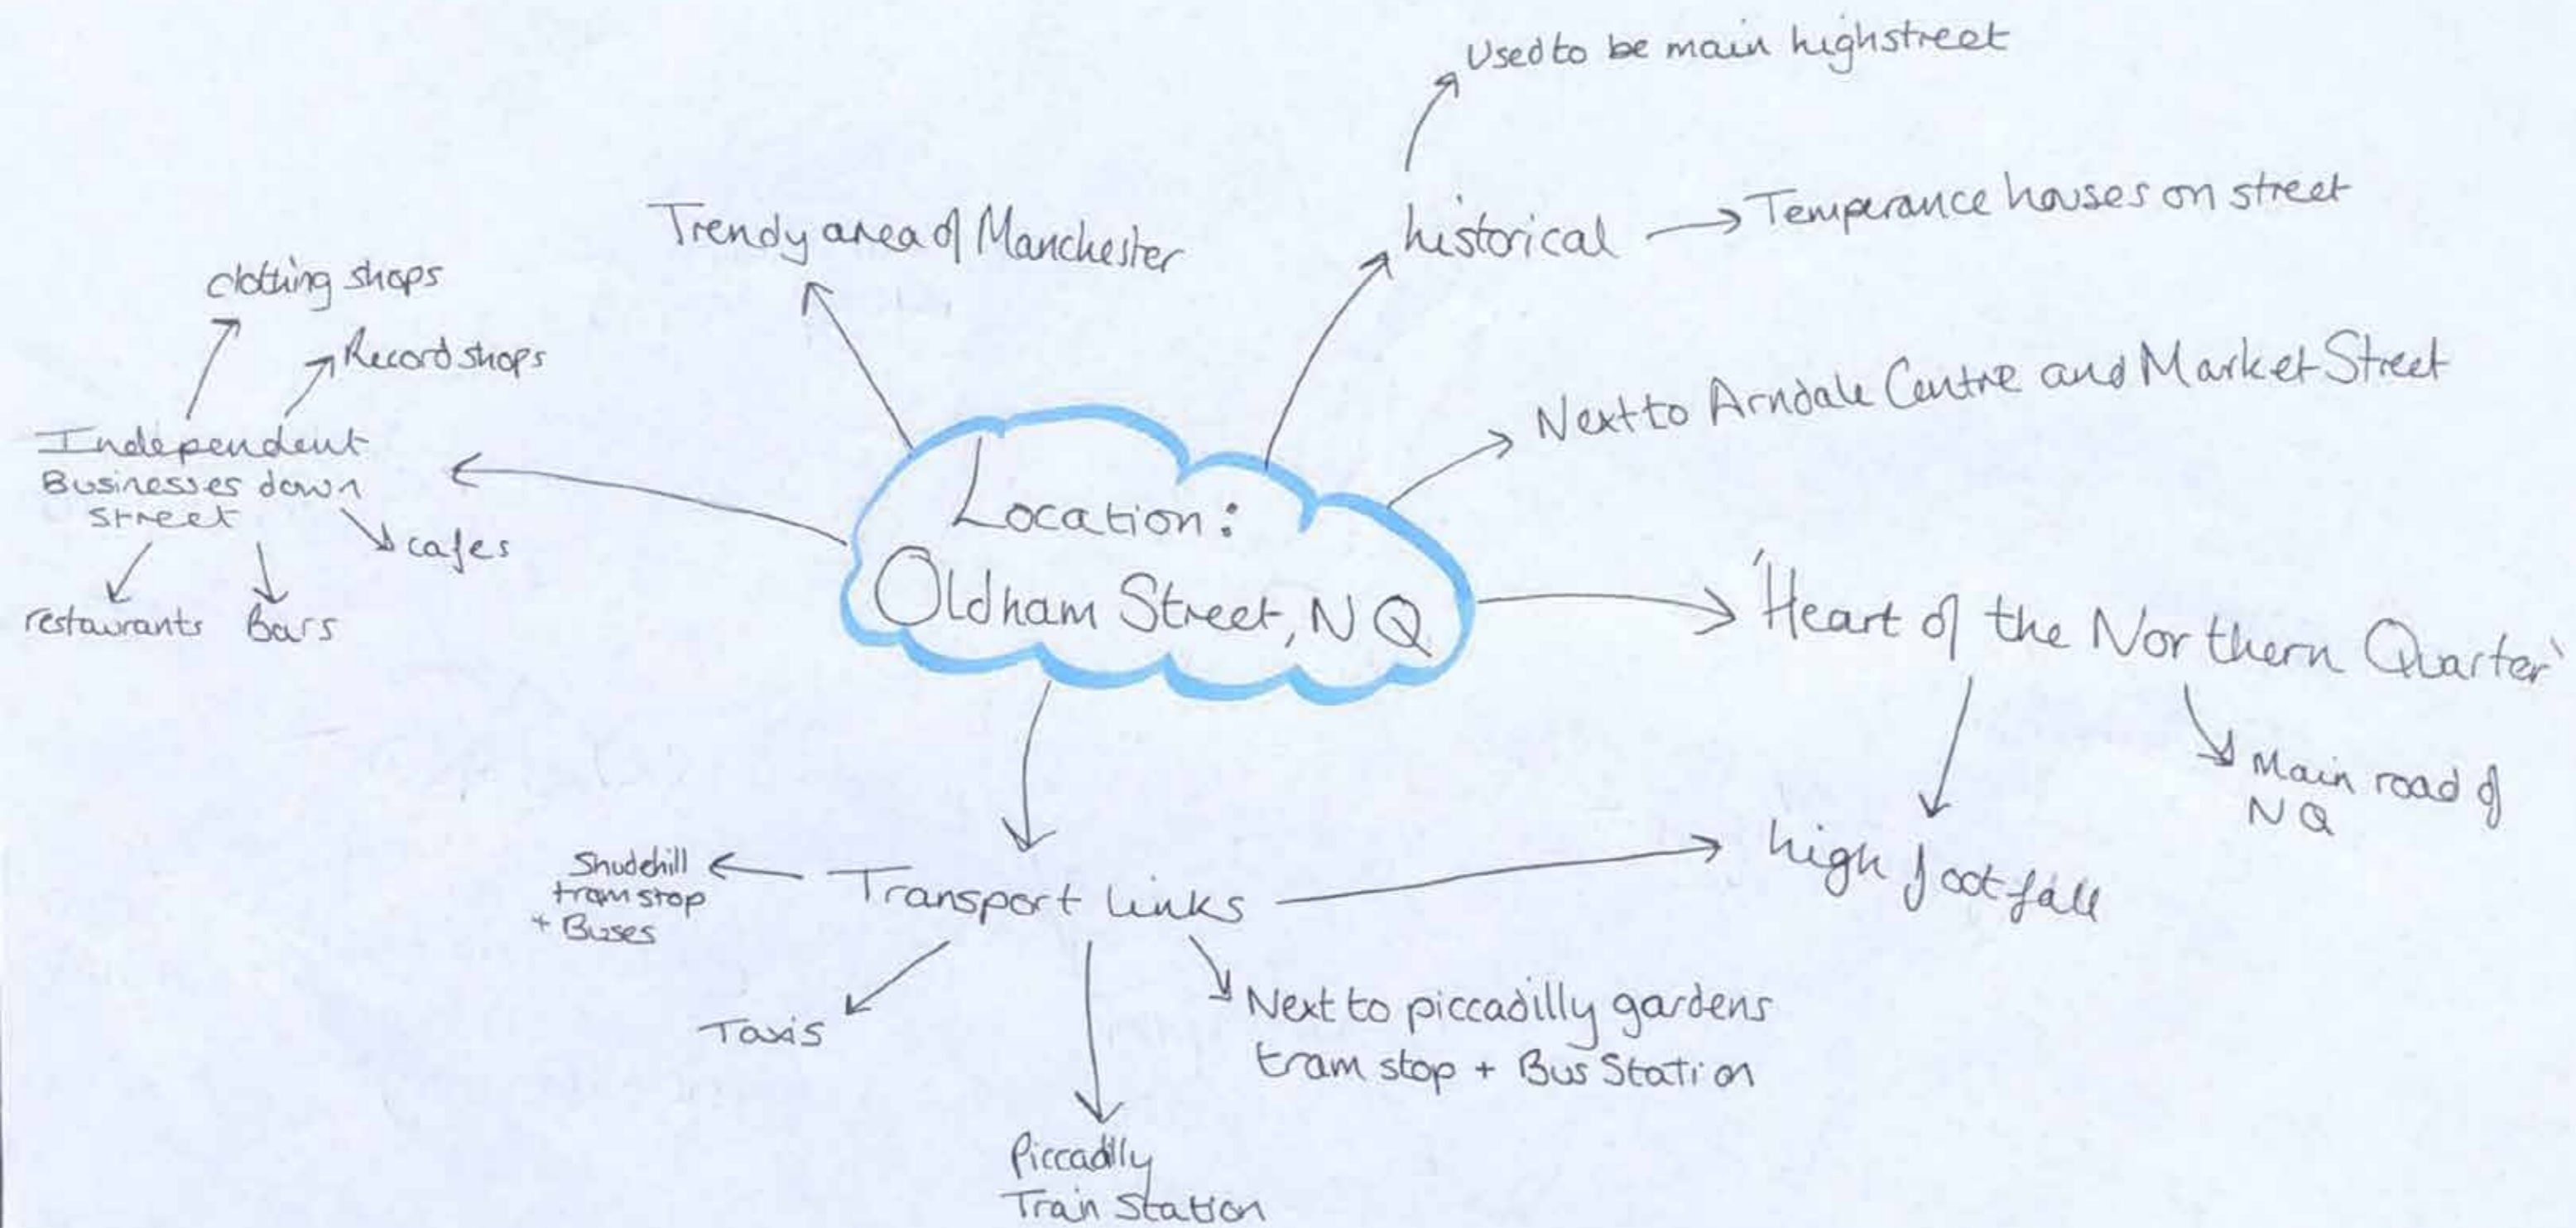 Used to be main highstreet
historical
Temperance houses on street
Trendy area of Manchester
clothing shops
Record shops
Independent
Businesses down
street
cafes
restaurants
Bars
Next to Arndale Centre and Market Street
Location:
Oldham Street, NQ
'Heart of the Northern Quarter'
Main road of
NQ
high footfall
Transport links
Shudehill
tram stop
+ Buses
Taxis
Next to piccadilly gardens
tram stop + Bus Station
Piccadilly
Train Station